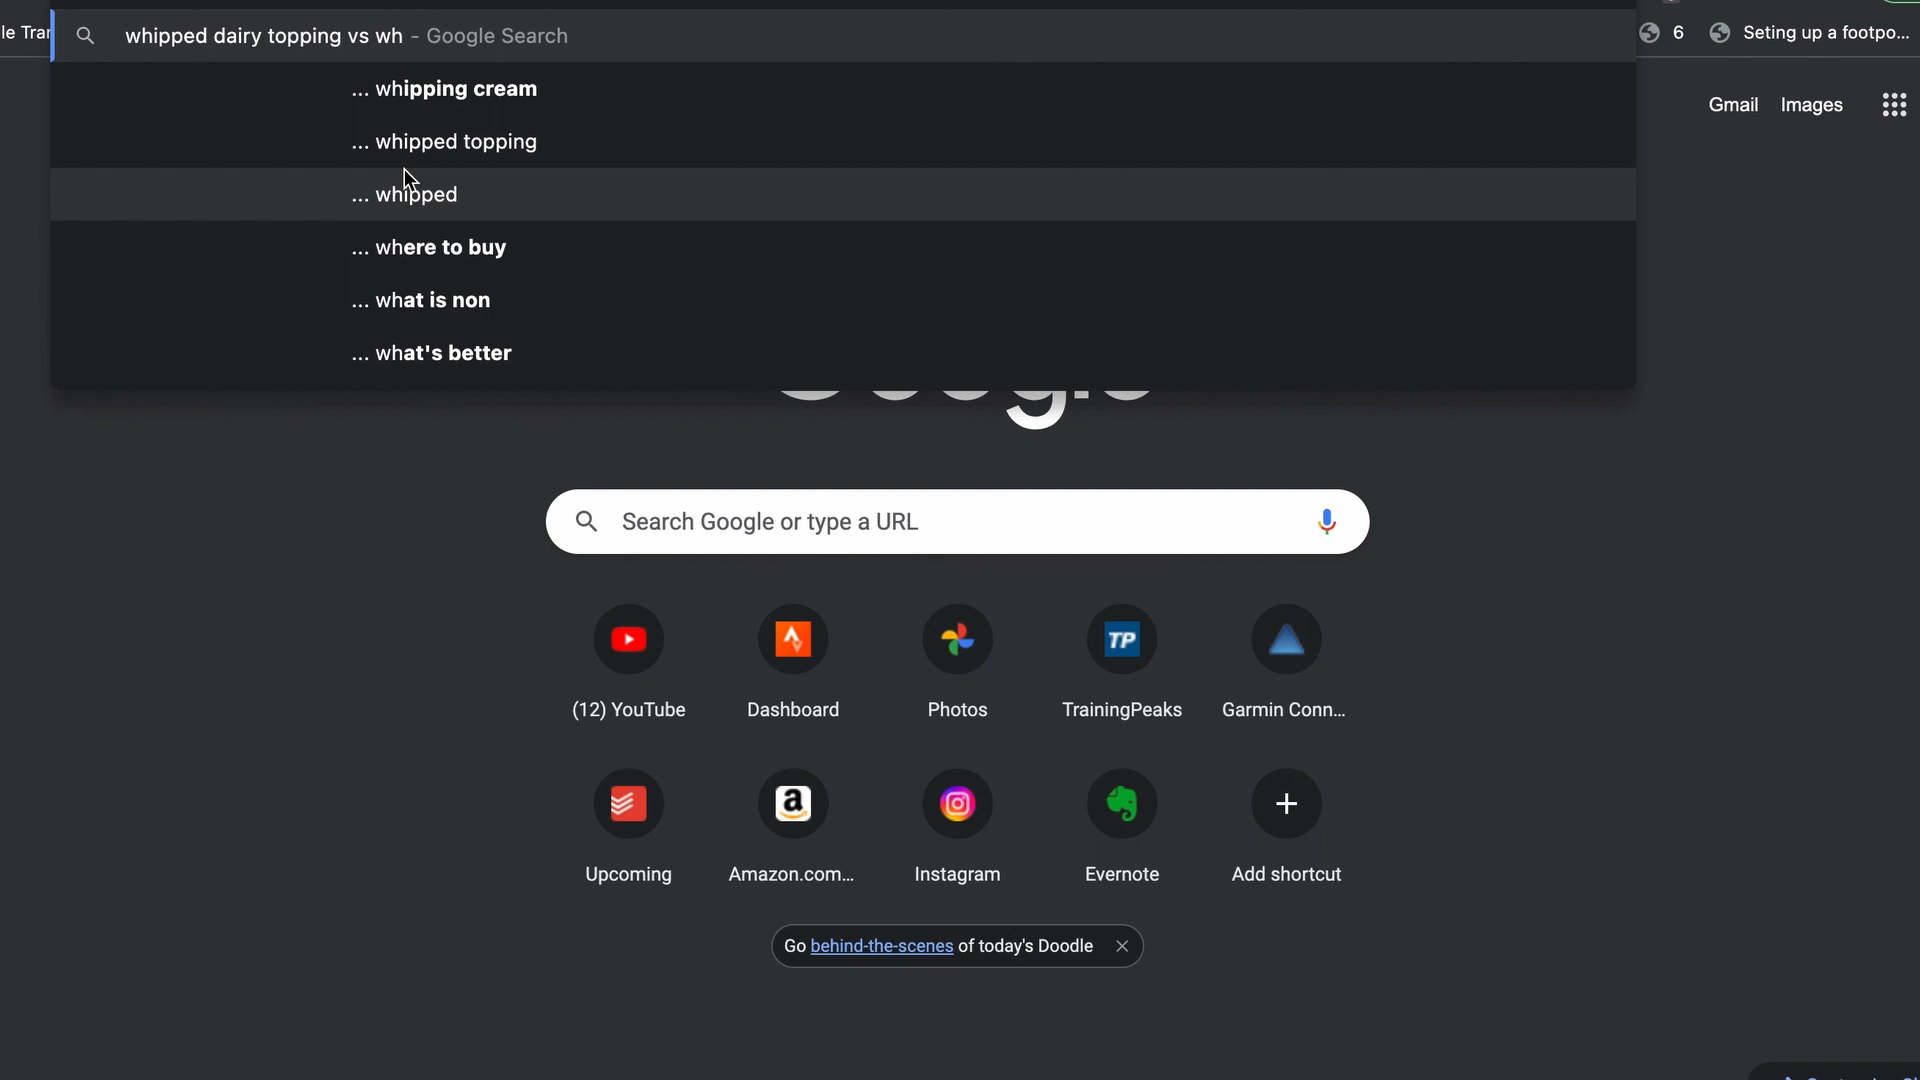 le Tra
whipped dairy topping vs wh - Google Search
6
Seting up a footpo...
... whipping cream
... whipped topping
... whipped
... where to buy
... what is non
... what's better
Gmail
Images
Search Google or type a URL
(12) YouTube
Dashboard
Photos
TP
TrainingPeaks
Garmin Conn...
Upcoming
a
Amazon.com...
Instagram
Evernote
Add shortcut
Go behind-the-scenes of today's Doodle